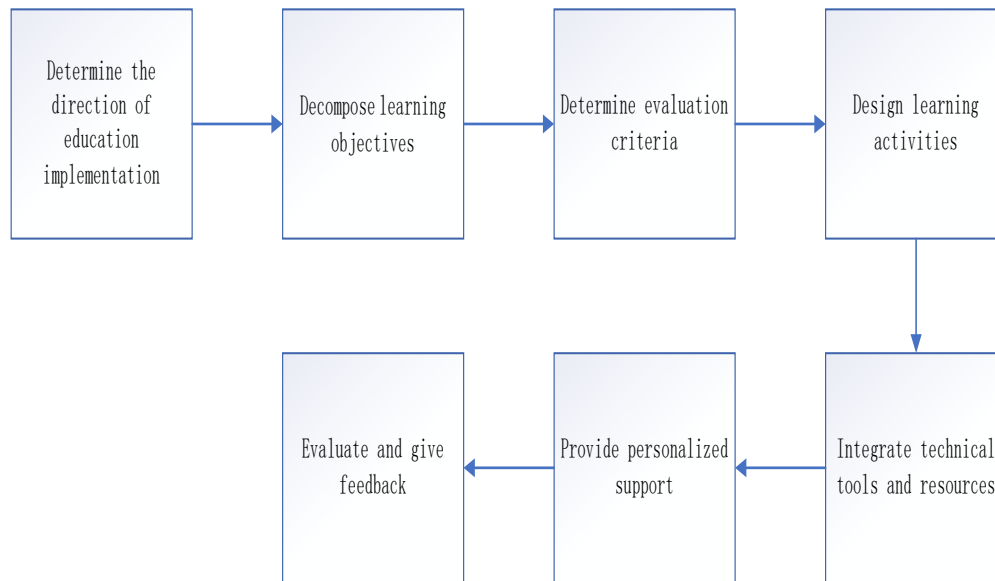 Determine the
direction of
education
implementation
Decompose learning
objectives
Determine evaluation
criteria
Design learning
activities
Integrate technical
tools and resources
Provide personalized
support
Evaluate and give
feedback